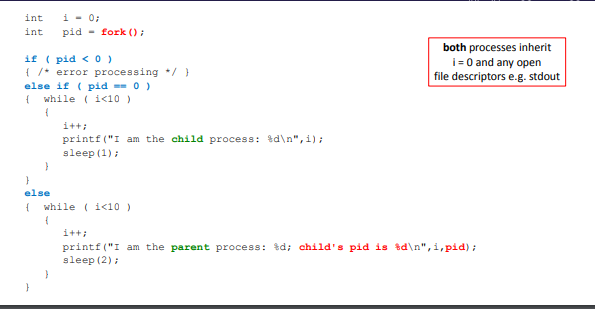 int i = 0;
int pid = fork();
both processes inherit
i = 0 and any open
file descriptors e.g. stdout
if ( pid < 0 )
{ /* error processing */ }
else if ( pid == 0 )
{ while ( i<10 )
{
i++;
printf("I am the child process: %d\n",i);
sleep(1);
}
}
else
{ while ( i<10 )
{
i++;
printf("I am the parent process: %d; child's pid is %d\n",i,pid);
sleep(2);
}
}